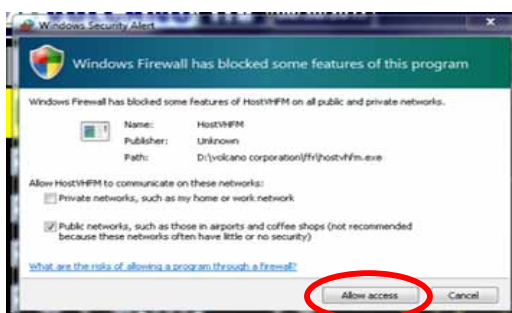 Windows Security Alert
Windows Firewall has blocked some features of this program
Windows Firewall has blocked some features of HostVHFM on all public and private networks.
Name: HostVHFM
Publisher: Unknown
Path: D:\volcano corporation\ffr\hostvhfm.exe
Allow HostVHFM to communicate on these networks:
Private networks, such as my home or work network
Public networks, such as those in airports and coffee shops (not recommended
because these networks often have little or no security)
What are the risks of allowing a program through a firewall?
Allow access Cancel